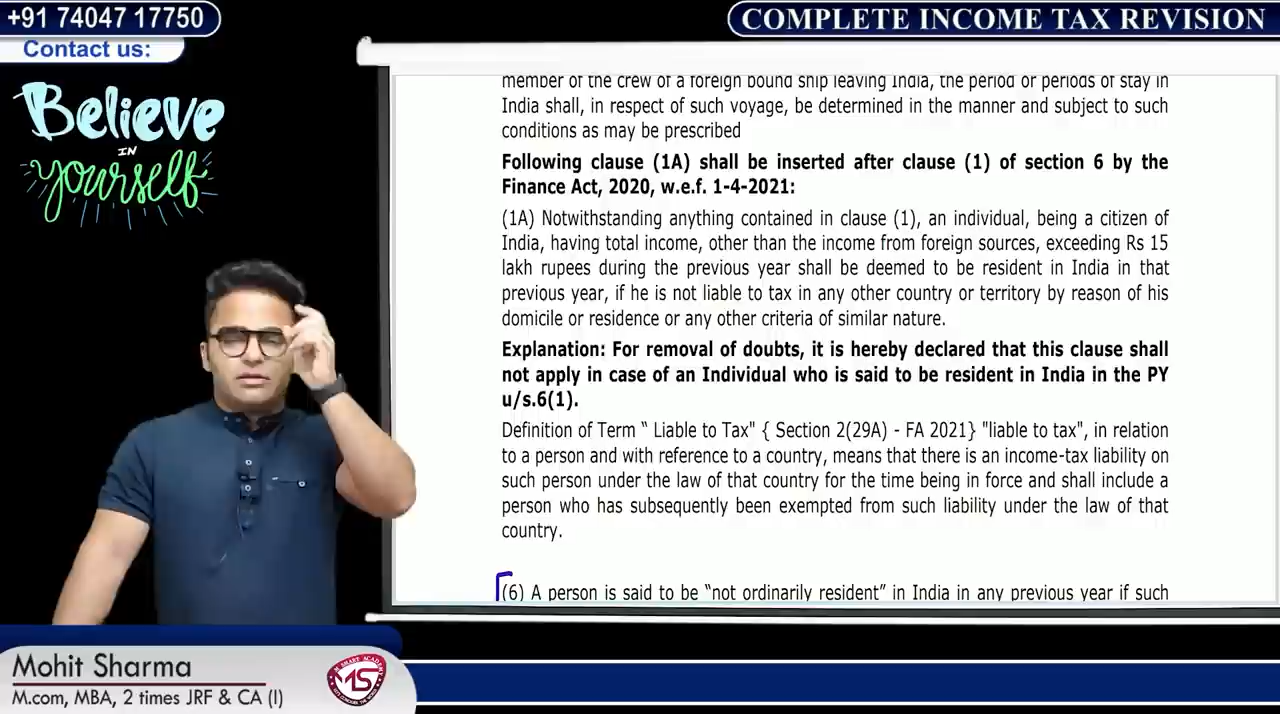 +91 74047 17750
Contact us:
COMPLETE INCOME TAX REVISION
Believe
IN
yourself
member of the crew of a foreign bound ship leaving India, the period or periods of stay in
India shall, in respect of such voyage, be determined in the manner and subject to such
conditions as may be prescribed
Following clause (1A) shall be inserted after clause (1) of section 6 by the
Finance Act, 2020, w.e.f. 1-4-2021:
(1A) Notwithstanding anything contained in clause (1), an individual, being a citizen of
India, having total income, other than the income from foreign sources, exceeding Rs 15
lakh rupees during the previous year shall be deemed to be resident in India in that
previous year, if he is not liable to tax in any other country or territory by reason of his
domicile or residence or any other criteria of similar nature.
Explanation: For removal of doubts, it is hereby declared that this clause shall
not apply in case of an Individual who is said to be resident in India in the PY
u/s.6(1).
Definition of Term “ Liable to Tax" { Section 2(29A) - FA 2021} "liable to tax", in relation
to a person and with reference to a country, means that there is an income-tax liability on
such person under the law of that country for the time being in force and shall include a
person who has subsequently been exempted from such liability under the law of that
country.
(6) A person is said to be “not ordinarily resident” in India in any previous year if such
Mohit Sharma
M.com, MBA, 2 times JRF & CA (I)
MS